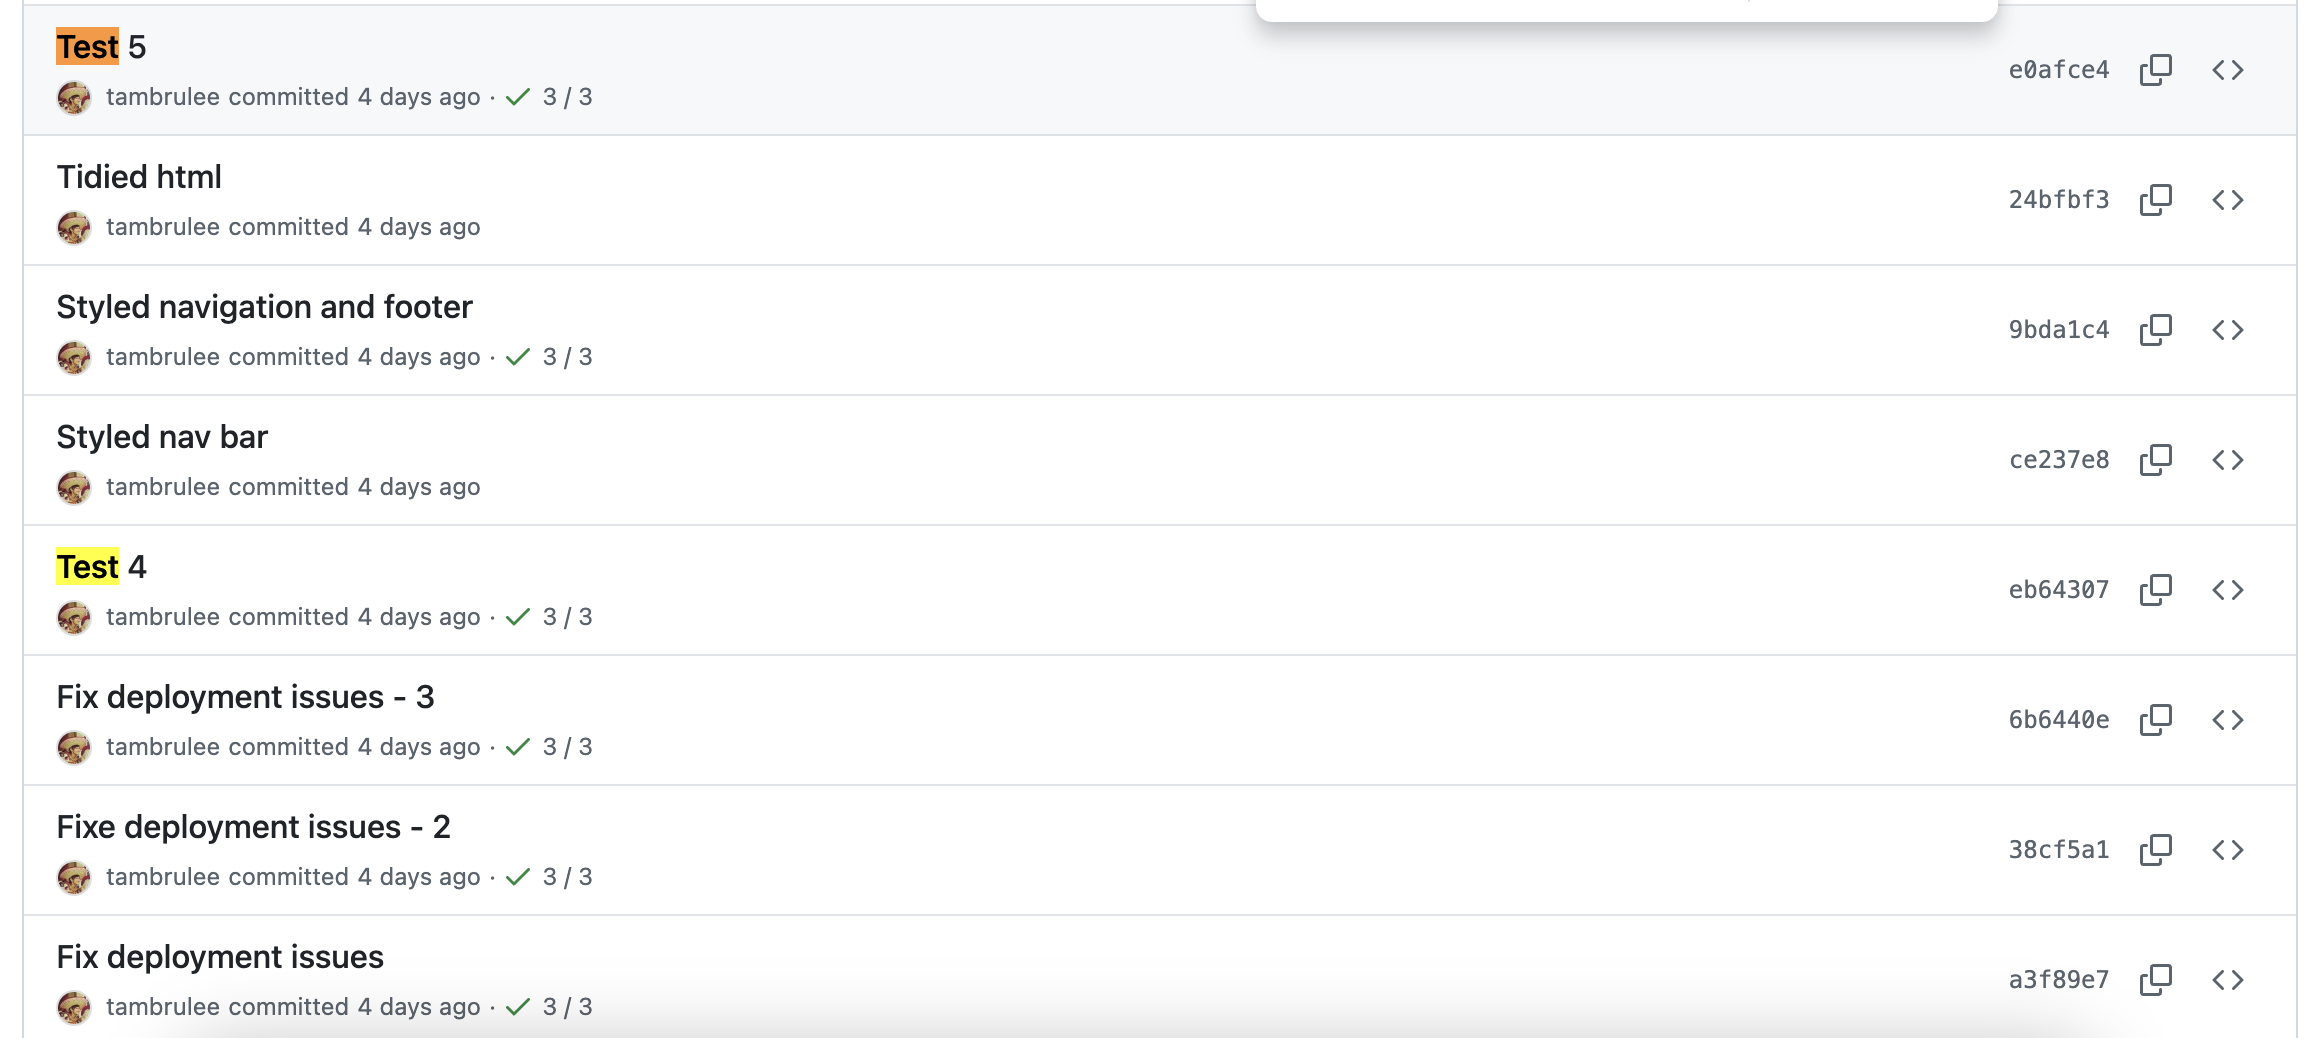 Test 5
tambrulee committed 4 days ago · 3 / 3
e0afce4
Tidied html
tambrulee committed 4 days ago
24bfbf3
Styled navigation and footer
tambrulee committed 4 days ago · 3 / 3
9bda1c4
Styled nav bar
tambrulee committed 4 days ago
ce237e8
Test 4
tambrulee committed 4 days ago · 3 / 3
eb64307
Fix deployment issues - 3
tambrulee committed 4 days ago · 3 / 3
6b6440e
Fixe deployment issues - 2
tambrulee committed 4 days ago · 3 / 3
38cf5a1
Fix deployment issues
tambrulee committed 4 days ago · 3 / 3
a3f89e7